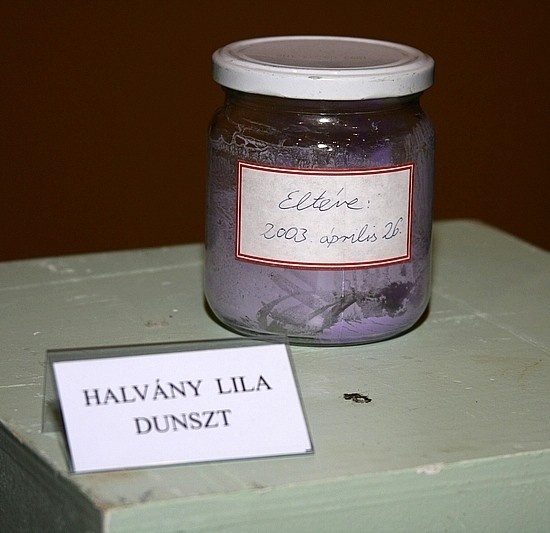 Eltéve:
2003. április 26.
HALVÁNY LILA
DUNSZT